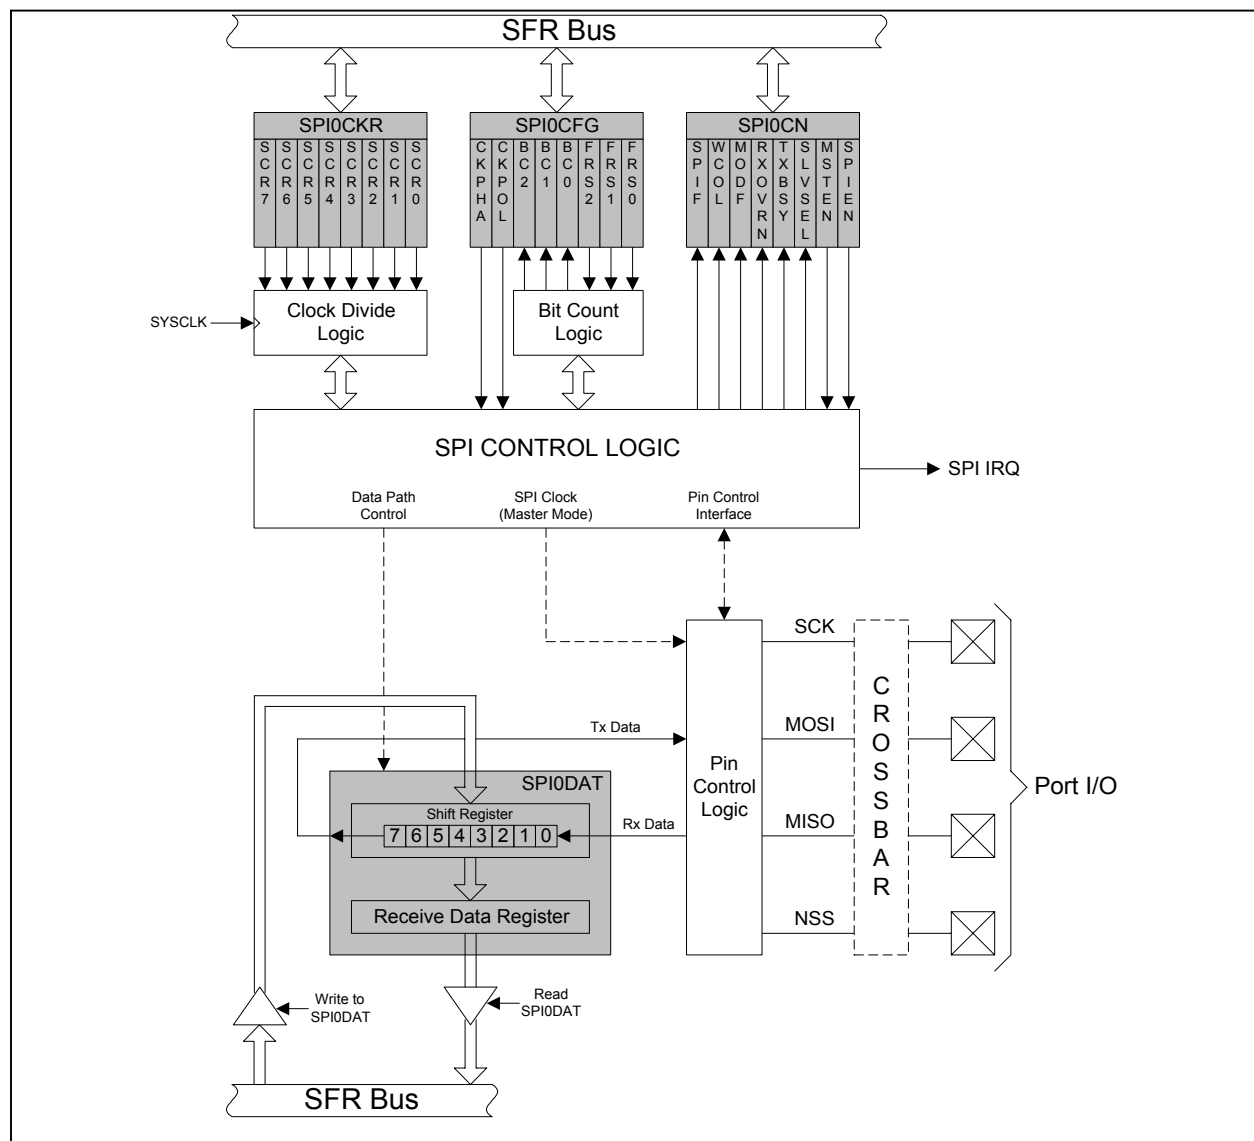 SFR Bus
SPI0CKR
SPI0CFG
SPI0CN
SCR7
SCR6
SCR5
SCR4
SCR3
SCR2
SCR1
SCR0
CKPHA
CKPOL
BC2
BC1
BC0
FRS2
FRS1
FRS0
SPIF
WCOL
MODF
RXOVRN
TXBSY
SLVSEL
MSTEN
SPIEN
SYSCLK
Clock Divide
Logic
Bit Count
Logic
SPI CONTROL LOGIC
SPI IRQ
Data Path
Control
SPI Clock
(Master Mode)
Pin Control
Interface
SCK
MOSI
MISO
NSS
CROSSBAR
Port I/O
Tx Data
Pin
Control
Logic
SPI0DAT
Shift Register
7 6 5 4 3 2 1 0
Rx Data
Receive Data Register
Write to
SPI0DAT
Read
SPI0DAT
SFR Bus